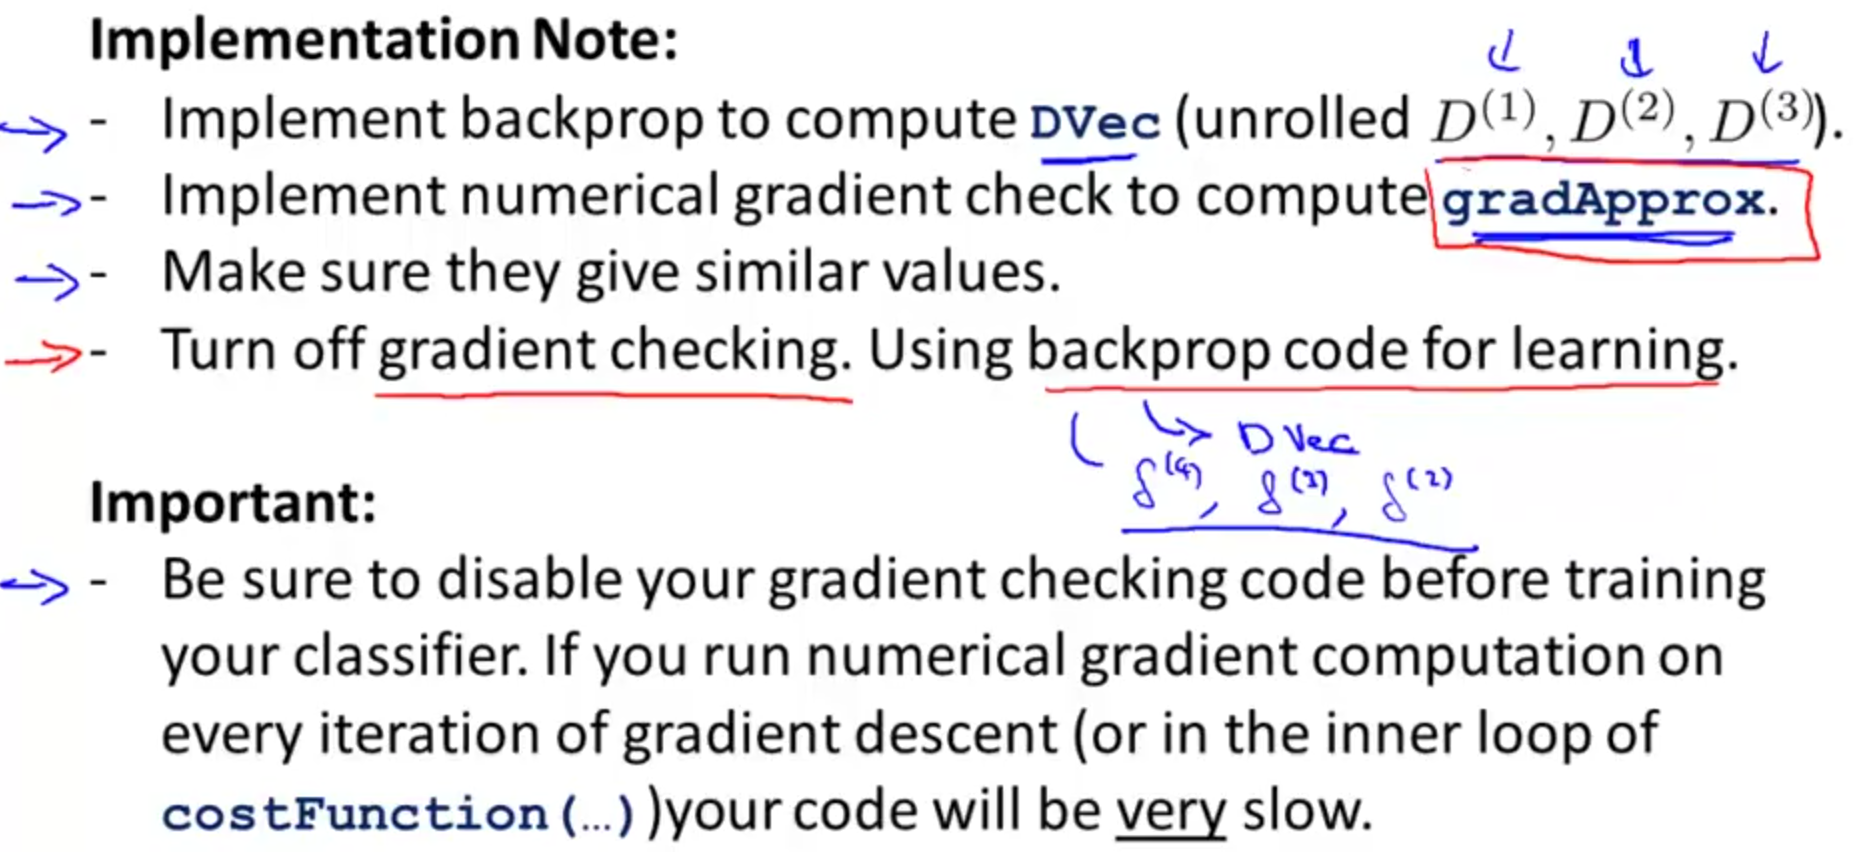 Implementation Note:
- Implement backprop to compute DVec (unrolled D^{(1)}, D^{(2)}, D^{(3)}).
- Implement numerical gradient check to compute gradApprox.
- Make sure they give similar values.
- Turn off gradient checking. Using backprop code for learning.
DVec
δ^{(4)}, δ^{(3)}, δ^{(2)}
Important:
- Be sure to disable your gradient checking code before training
your classifier. If you run numerical gradient computation on
every iteration of gradient descent (or in the inner loop of
costFunction(…))your code will be very slow.